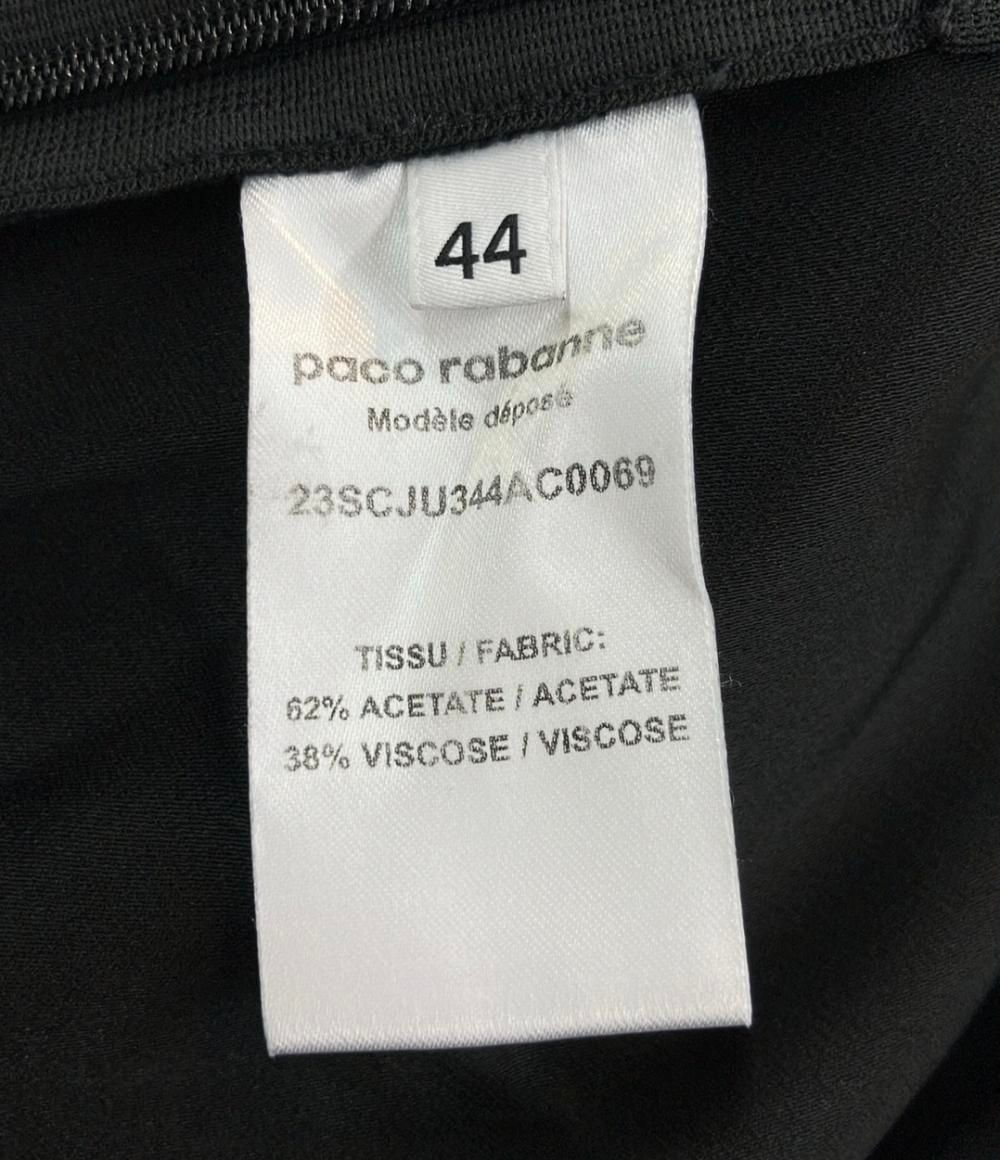 44
paco rabanne
Modèle déposé
23SCJU344AC0069
TISSU / FABRIC:
62% ACETATE / ACETATE
38% VISCOSE / VISCOSE